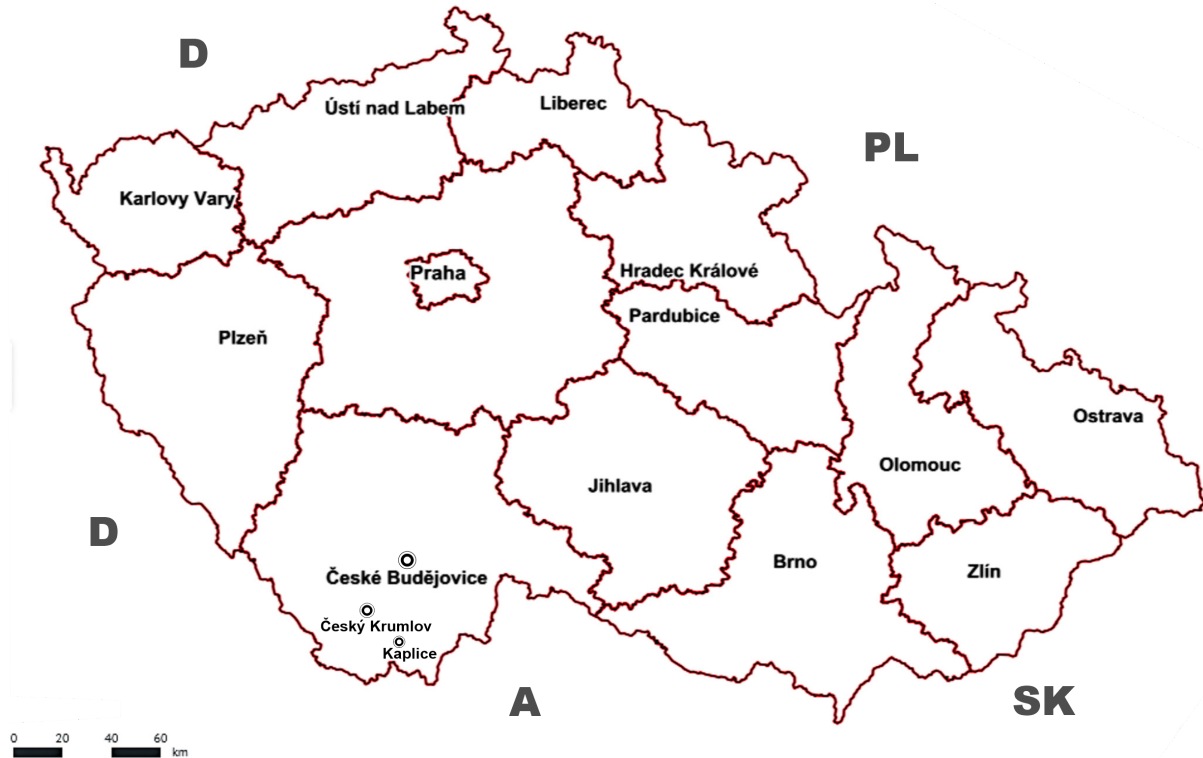 D
Ústí nad Labem
Liberec
PL
Karlovy Vary
Praha
Hradec Králové
Pardubice
Plzeň
Ostrava
Olomouc
Jihlava
D
Brno
Zlín
České Budějovice
Český Krumlov
Kaplice
A
SK
0 20 40 60 km